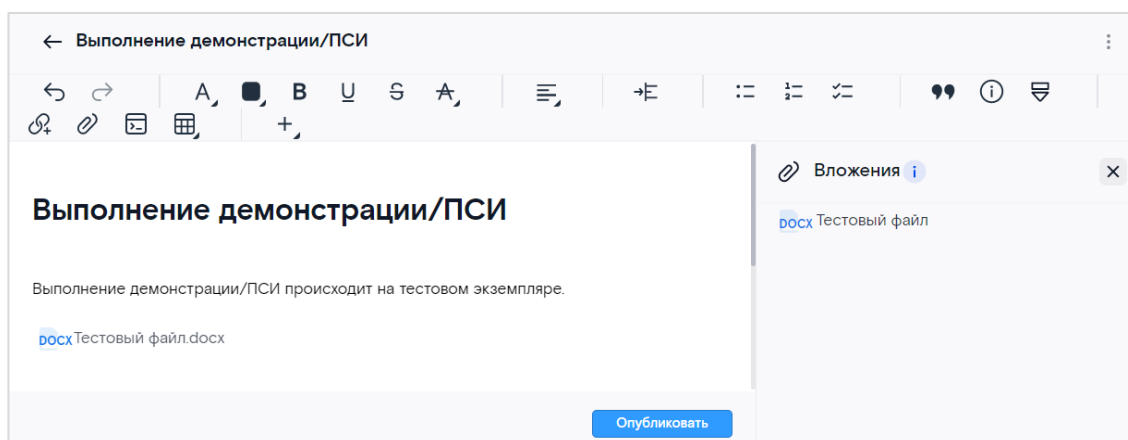 Выполнение демонстрации/ПСИ
Вложения i
Выполнение демонстрации/ПСИ
DOCX Тестовый файл
Выполнение демонстрации/ПСИ происходит на тестовом экземпляре.
DOCX Тестовый файл.docx
Опубликовать